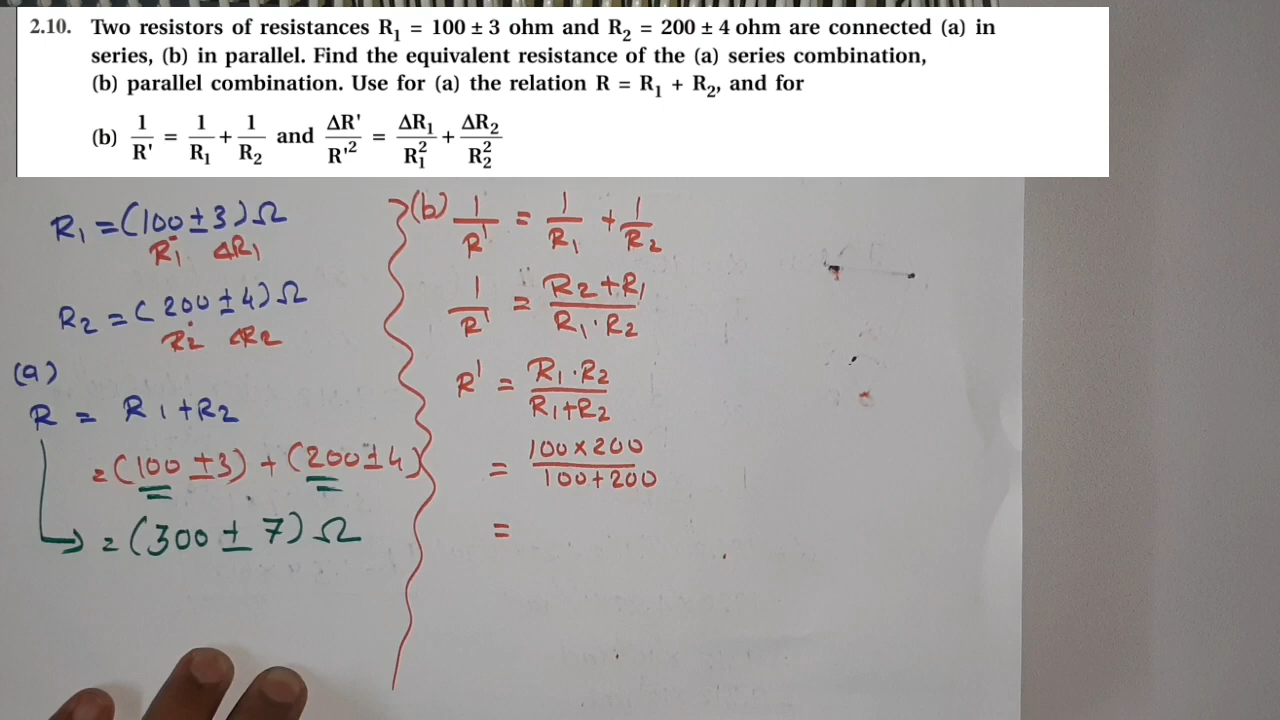 2.10. Two resistors of resistances R₁ = 100 ± 3 ohm and R₂ = 200 ± 4 ohm are connected (a) in
series, (b) in parallel. Find the equivalent resistance of the (a) series combination,
(b) parallel combination. Use for (a) the relation R = R₁ + R₂, and for
(b) 1/R' = 1/R₁ + 1/R₂ and ΔR'/R'² = ΔR₁/R₁² + ΔR₂/R₂²
R₁ = (100 ± 3) Ω
R₁ ΔR₁
R₂ = (200 ± 4) Ω
R₂ ΔR₂
(a)
R = R₁ + R₂
= (100 ± 3) + (200 ± 4)
= (300 ± 7) Ω
(b) 1/R' = 1/R₁ + 1/R₂
1/R' = R₂ + R₁/R₁ · R₂
R' = R₁ · R₂/R₁ + R₂
= 100 × 200/100 + 200
=